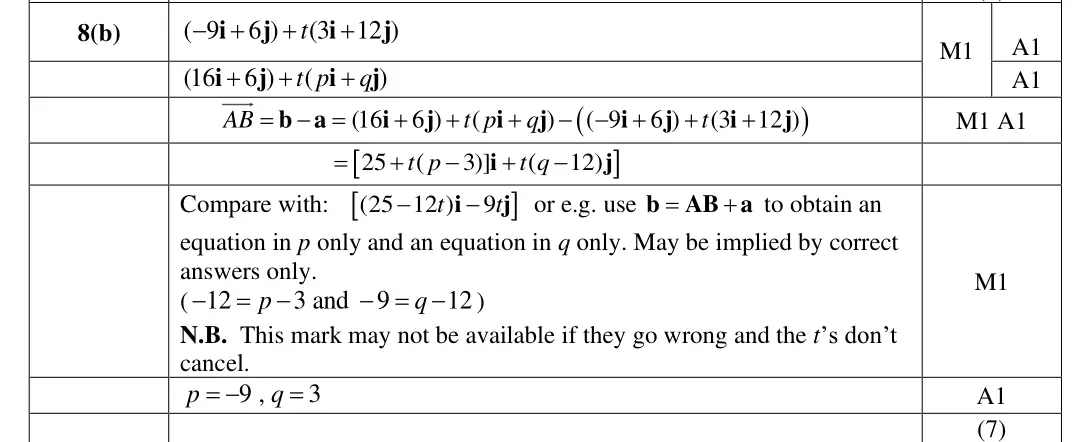 8(b) (−9i + 6j) + t(3i + 12j) M1 A1
(16i + 6j) + t(pi + qj) A1
AB = b − a = (16i + 6j) + t(pi + qj) − ((−9i + 6j) + t(3i + 12j)) M1 A1
= [25 + t(p − 3)]i + t(q − 12)j]
Compare with: [(25 − 12t)i − 9tj] or e.g. use b = AB + a to obtain an
equation in p only and an equation in q only. May be implied by correct
answers only.
(−12 = p − 3 and −9 = q − 12) M1
N.B. This mark may not be available if they go wrong and the t’s don’t
cancel.
p = −9 , q = 3 A1
(7)